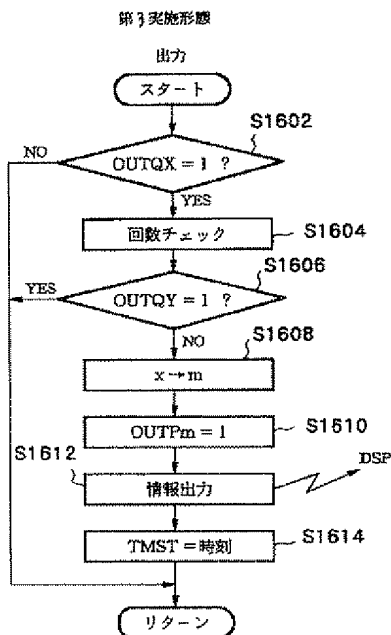 第3実施形態
出力
スタート
S1602
NO
OUTQX = 1 ?
YES
回数チェック
S1604
S1606
YES
OUTQY = 1 ?
NO
S1608
x→m
OUTPm = 1
S1610
S1612
情報出力
DSP
TMST = 時刻
S1614
リターン